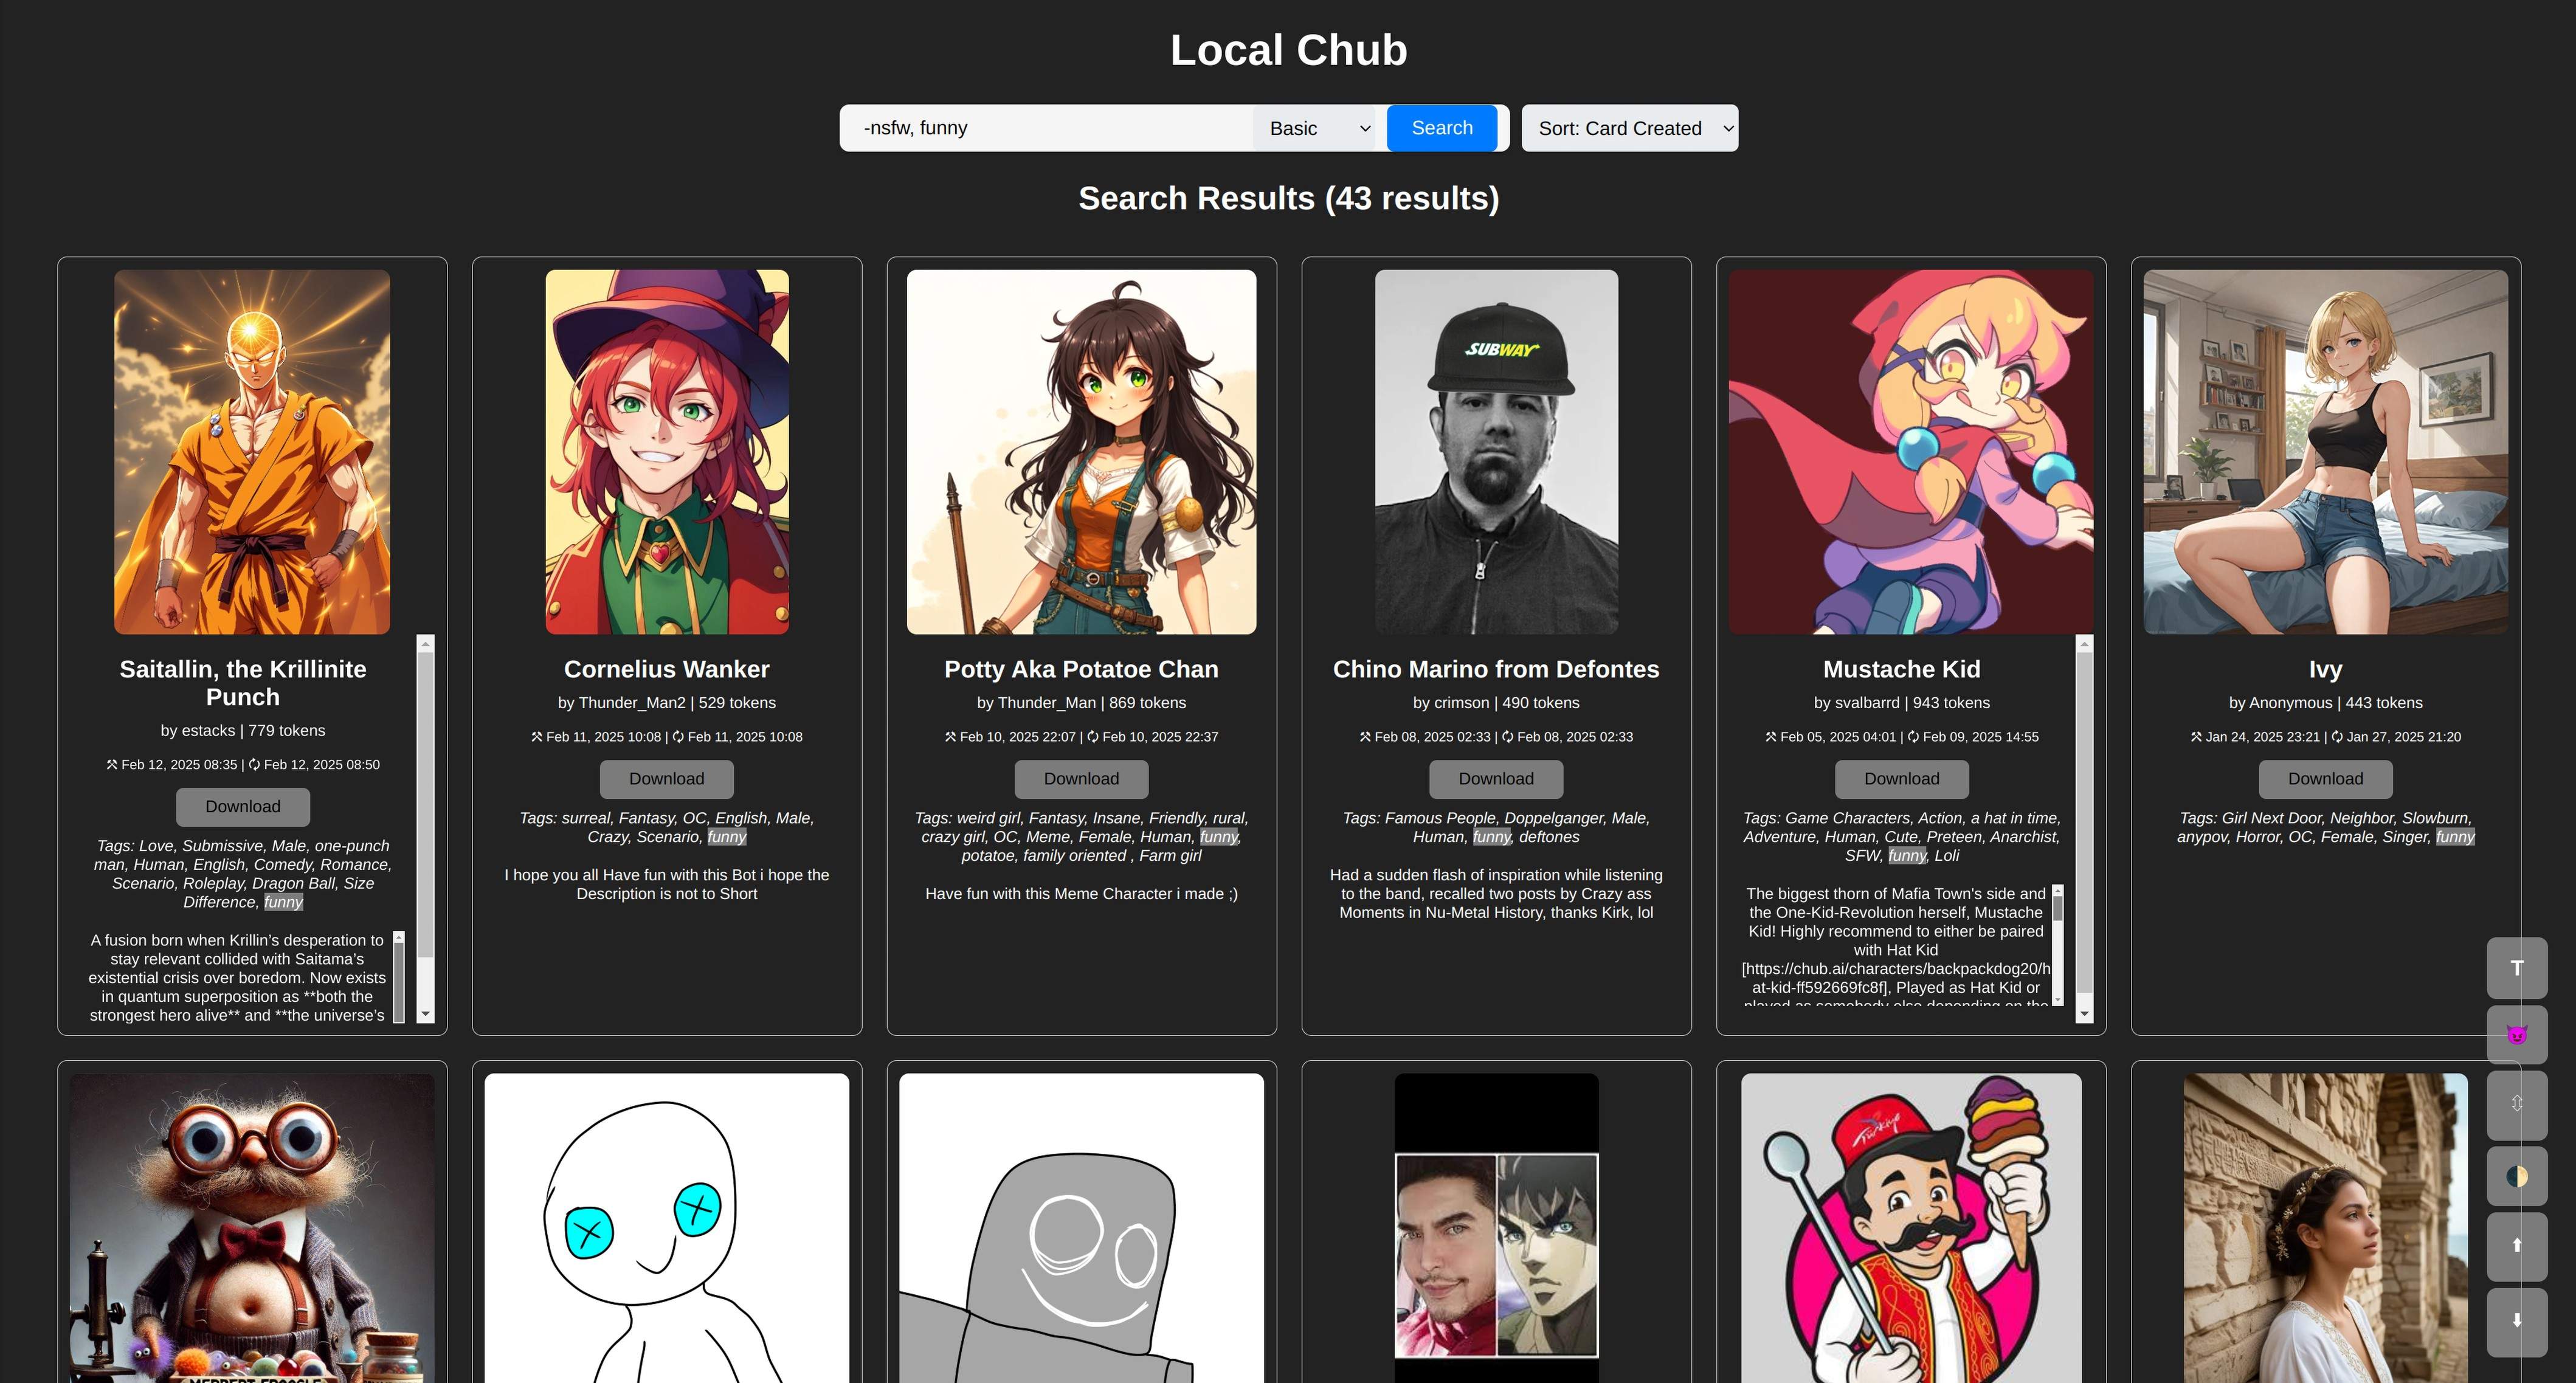 Local Chub
-nsfw, funny
Basic
Search
Sort: Card Created
Search Results (43 results)
Saitallin, the Krillinite
Punch
by estacks | 779 tokens
⚒ Feb 12, 2025 08:35 | 🗘 Feb 12, 2025 08:50
Download
Tags: Love, Submissive, Male, one-punch
man, Human, English, Comedy, Romance,
Scenario, Roleplay, Dragon Ball, Size
Difference, funny
A fusion born when Krillin’s desperation to
stay relevant collided with Saitama’s
existential crisis over boredom. Now exists
in quantum superposition as **both the
strongest hero alive** and **the universe’s
Cornelius Wanker
by Thunder_Man2 | 529 tokens
⚒ Feb 11, 2025 10:08 | 🗘 Feb 11, 2025 10:08
Download
Tags: surreal, Fantasy, OC, English, Male,
Crazy, Scenario, funny
I hope you all Have fun with this Bot i hope the
Description is not to Short
Potty Aka Potatoe Chan
by Thunder_Man | 869 tokens
⚒ Feb 10, 2025 22:07 | 🗘 Feb 10, 2025 22:37
Download
Tags: weird girl, Fantasy, Insane, Friendly, rural,
crazy girl, OC, Meme, Female, Human, funny,
potatoe, family oriented , Farm girl
Have fun with this Meme Character i made ;)
SUBWAY
Chino Marino from Defontes
by crimson | 490 tokens
⚒ Feb 08, 2025 02:33 | 🗘 Feb 08, 2025 02:33
Download
Tags: Famous People, Doppelganger, Male,
Human, funny, deftones
Had a sudden flash of inspiration while listening
to the band, recalled two posts by Crazy ass
Moments in Nu-Metal History, thanks Kirk, lol
Mustache Kid
by svalbarrd | 943 tokens
⚒ Feb 05, 2025 04:01 | 🗘 Feb 09, 2025 14:55
Download
Tags: Game Characters, Action, a hat in time,
Adventure, Human, Cute, Preteen, Anarchist,
SFW, funny, Loli
The biggest thorn of Mafia Town's side and
the One-Kid-Revolution herself, Mustache
Kid! Highly recommend to either be paired
with Hat Kid
[https://chub.ai/characters/backpackdog20/h
at-kid-ff592669fc8f], Played as Hat Kid or
played as somebody else depending on the
Ivy
by Anonymous | 443 tokens
⚒ Jan 24, 2025 23:21 | 🗘 Jan 27, 2025 21:20
Download
Tags: Girl Next Door, Neighbor, Slowburn,
anypov, Horror, OC, Female, Singer, funny
T
Türkiye